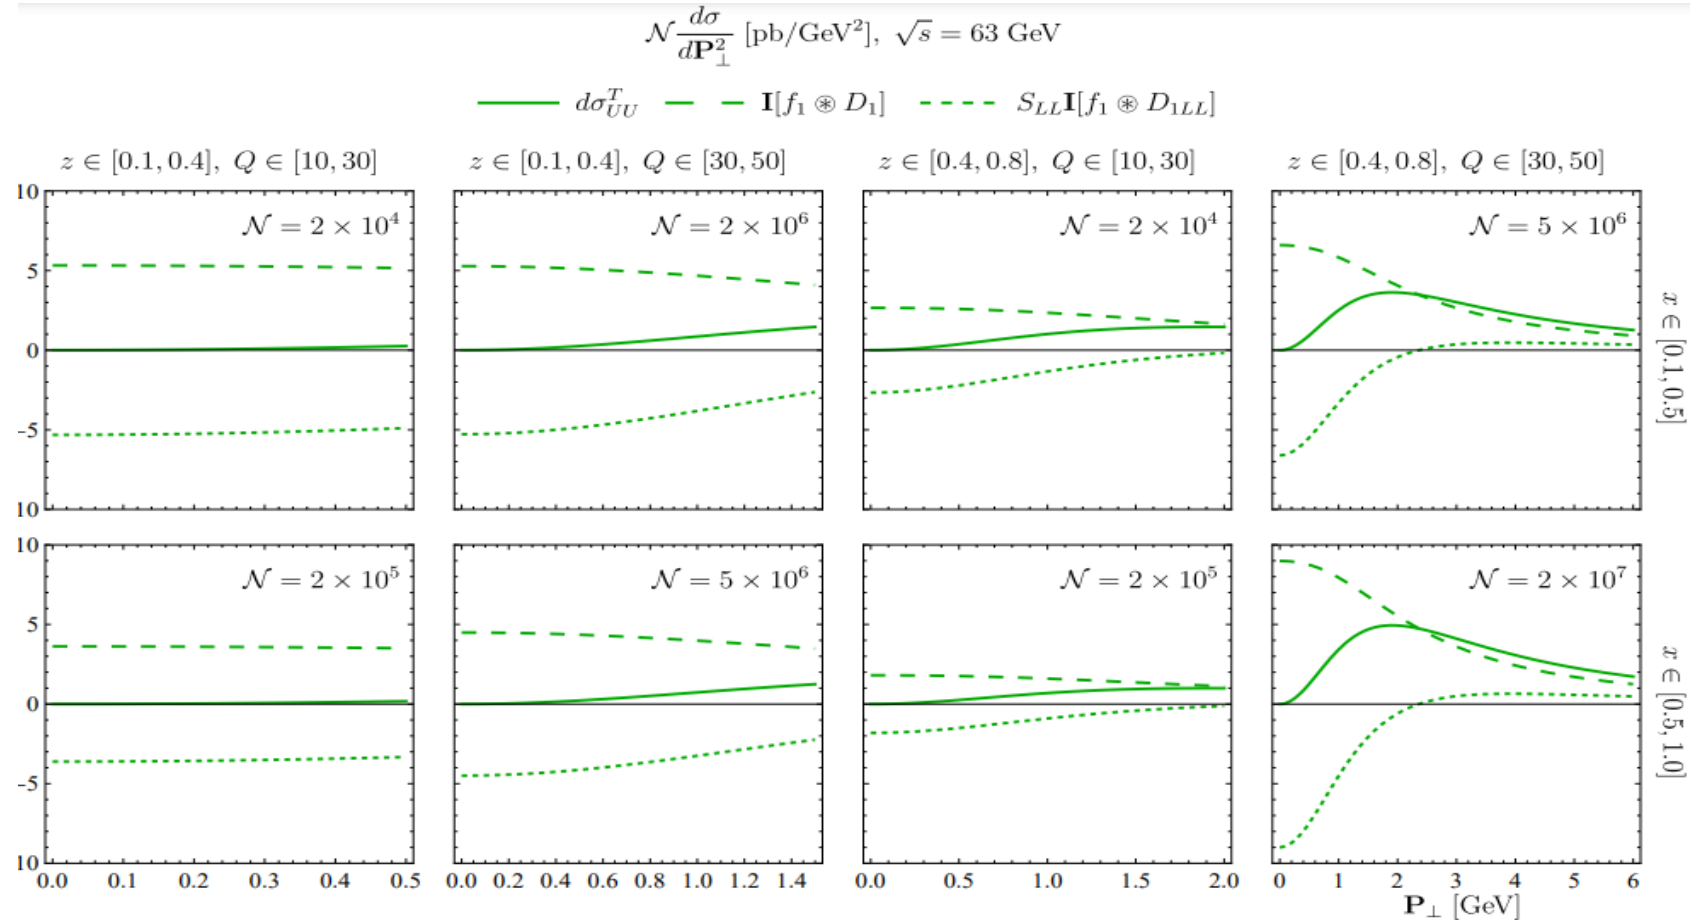 𝒩 dσ/dP²⊥ [pb/GeV²], √s = 63 GeV
dσᵀ_UU I[f₁ ⊛ D₁] S_LL I[f₁ ⊛ D₁LL]
z ∈ [0.1, 0.4], Q ∈ [10, 30] z ∈ [0.1, 0.4], Q ∈ [30, 50] z ∈ [0.4, 0.8], Q ∈ [10, 30] z ∈ [0.4, 0.8], Q ∈ [30, 50]
10
𝒩 = 2 × 10⁴ 𝒩 = 2 × 10⁶ 𝒩 = 2 × 10⁴ 𝒩 = 5 × 10⁶
5
0
−5
10
x ∈ [0.1, 0.5]
10
𝒩 = 2 × 10⁵ 𝒩 = 5 × 10⁶ 𝒩 = 2 × 10⁵ 𝒩 = 2 × 10⁷
5
0
−5
10
x ∈ [0.5, 1.0]
0.0 0.1 0.2 0.3 0.4 0.5 0.0 0.2 0.4 0.6 0.8 1.0 1.2 1.4 0.0 0.5 1.0 1.5 2.0 0 1 2 3 4 5 6
P⊥ [GeV]